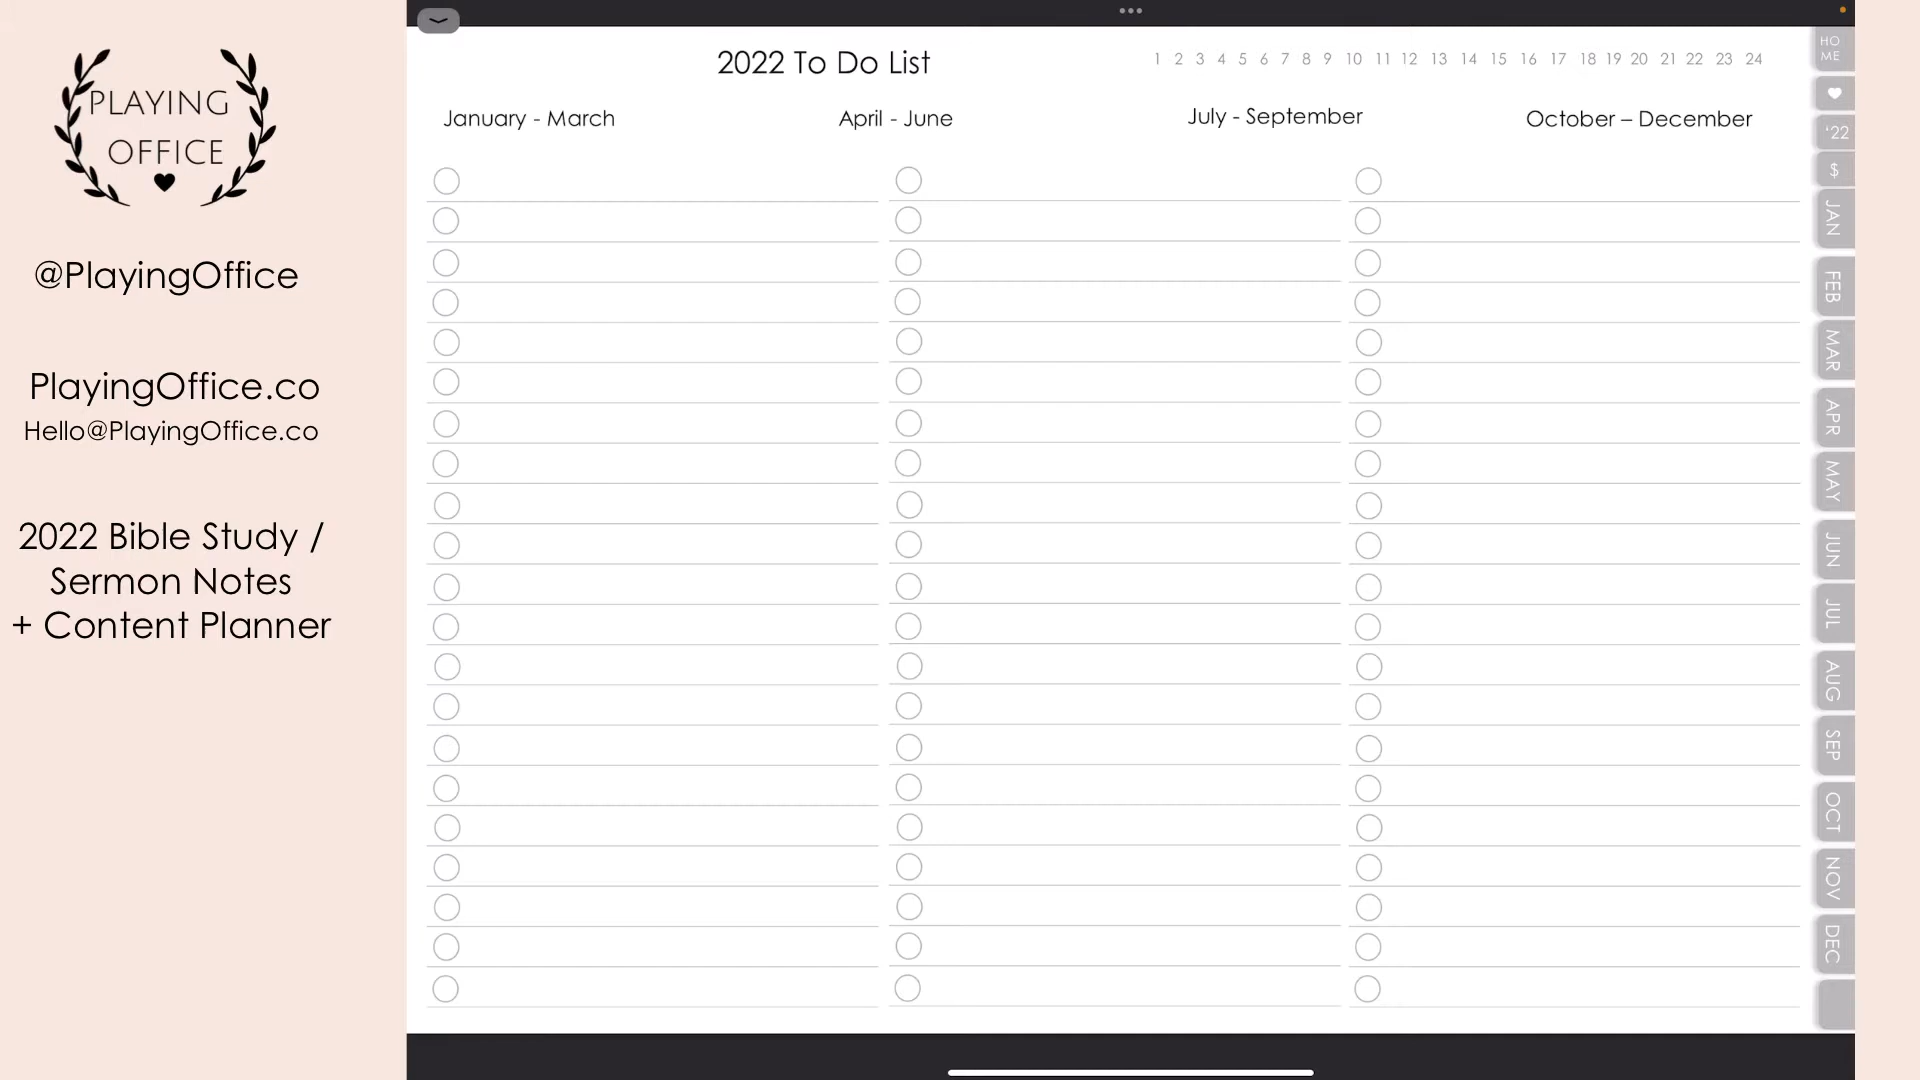 PLAYING
OFFICE
@PlayingOffice
PlayingOffice.co
Hello@PlayingOffice.co
2022 Bible Study /
Sermon Notes
+ Content Planner
2022 To Do List
1 2 3 4 5 6 7 8 9 10 11 12 13 14 15 16 17 18 19 20 21 22 23 24
January - March
April - June
July - September
October – December
HO
ME
'22
$
JAN
FEB
MAR
APR
MAY
JUN
JUL
AUG
SEP
OCT
NOV
DEC